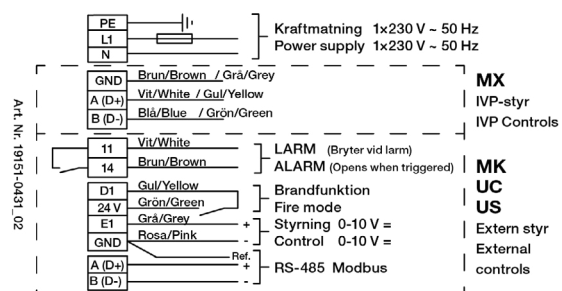 PE
L1
N
Kraftmatning 1×230 V ~ 50 Hz
Power supply 1×230 V ~ 50 Hz
GND Brun/Brown / Grå/Grey
A (D+) Vit/White / Gul/Yellow
B (D-) Blå/Blue / Grön/Green
MX
IVP-styr
IVP Controls
Art. Nr. 19151-0431_02
11 Vit/White
14 Brun/Brown
LARM (Bryter vid larm)
ALARM (Opens when triggered)
D1 Gul/Yellow
24 V Grön/Green
Brandfunktion
Fire mode
E1 Grå/Grey +
GND Rosa/Pink -
Styrning 0-10 V =
Control 0-10 V =
Ref.
A (D+) +
B (D-) -
RS-485 Modbus
MK
UC
US
Extern styr
External
controls